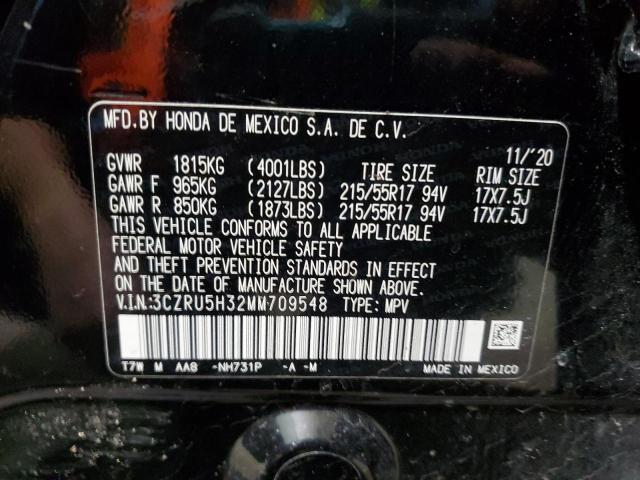 MFD.BY HONDA DE MEXICO S.A. DE C.V.
11/'20
GVWR 1815KG (4001LBS) TIRE SIZE RIM SIZE
GAWR F 965KG (2127LBS) 215/55R17 94V 17X7.5J
GAWR R 850KG (1873LBS) 215/55R17 94V 17X7.5J
THIS VEHICLE CONFORMS TO ALL APPLICABLE
FEDERAL MOTOR VEHICLE SAFETY
AND THEFT PREVENTION STANDARDS IN EFFECT
ON THE DATE OF MANUFACTURE SHOWN ABOVE.
V.I.N.:3CZRU5H32MM709548 TYPE: MPV
T7W M AA8 -NH731P -A -M
MADE IN MEXICO